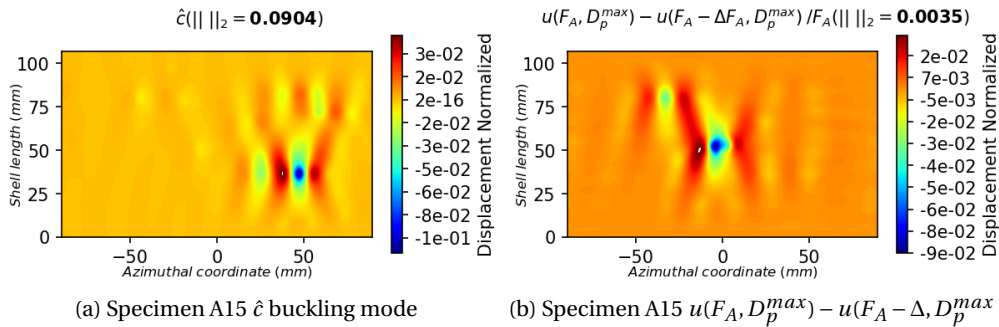 ĉ(|| ||₂ = 0.0904)
Shell length (mm)
100
75
50
25
0
−50
0
50
Azimuthal coordinate (mm)
3e-02
2e-02
2e-16
-2e-02
-3e-02
-5e-02
-6e-02
-8e-02
-1e-01
Displacement Normalized
(a) Specimen A15 ĉ buckling mode
u(F_A, D_p^max) − u(F_A − ΔF_A, D_p^max) /F_A(|| ||₂ = 0.0035)
Shell length (mm)
100
75
50
25
0
−50
0
50
Azimuthal coordinate (mm)
2e-02
7e-03
-5e-03
-2e-02
-3e-02
-4e-02
-5e-02
-7e-02
-8e-02
-9e-02
Displacement Normalized
(b) Specimen A15 u(F_A, D_p^max) − u(F_A − Δ, D_p^max